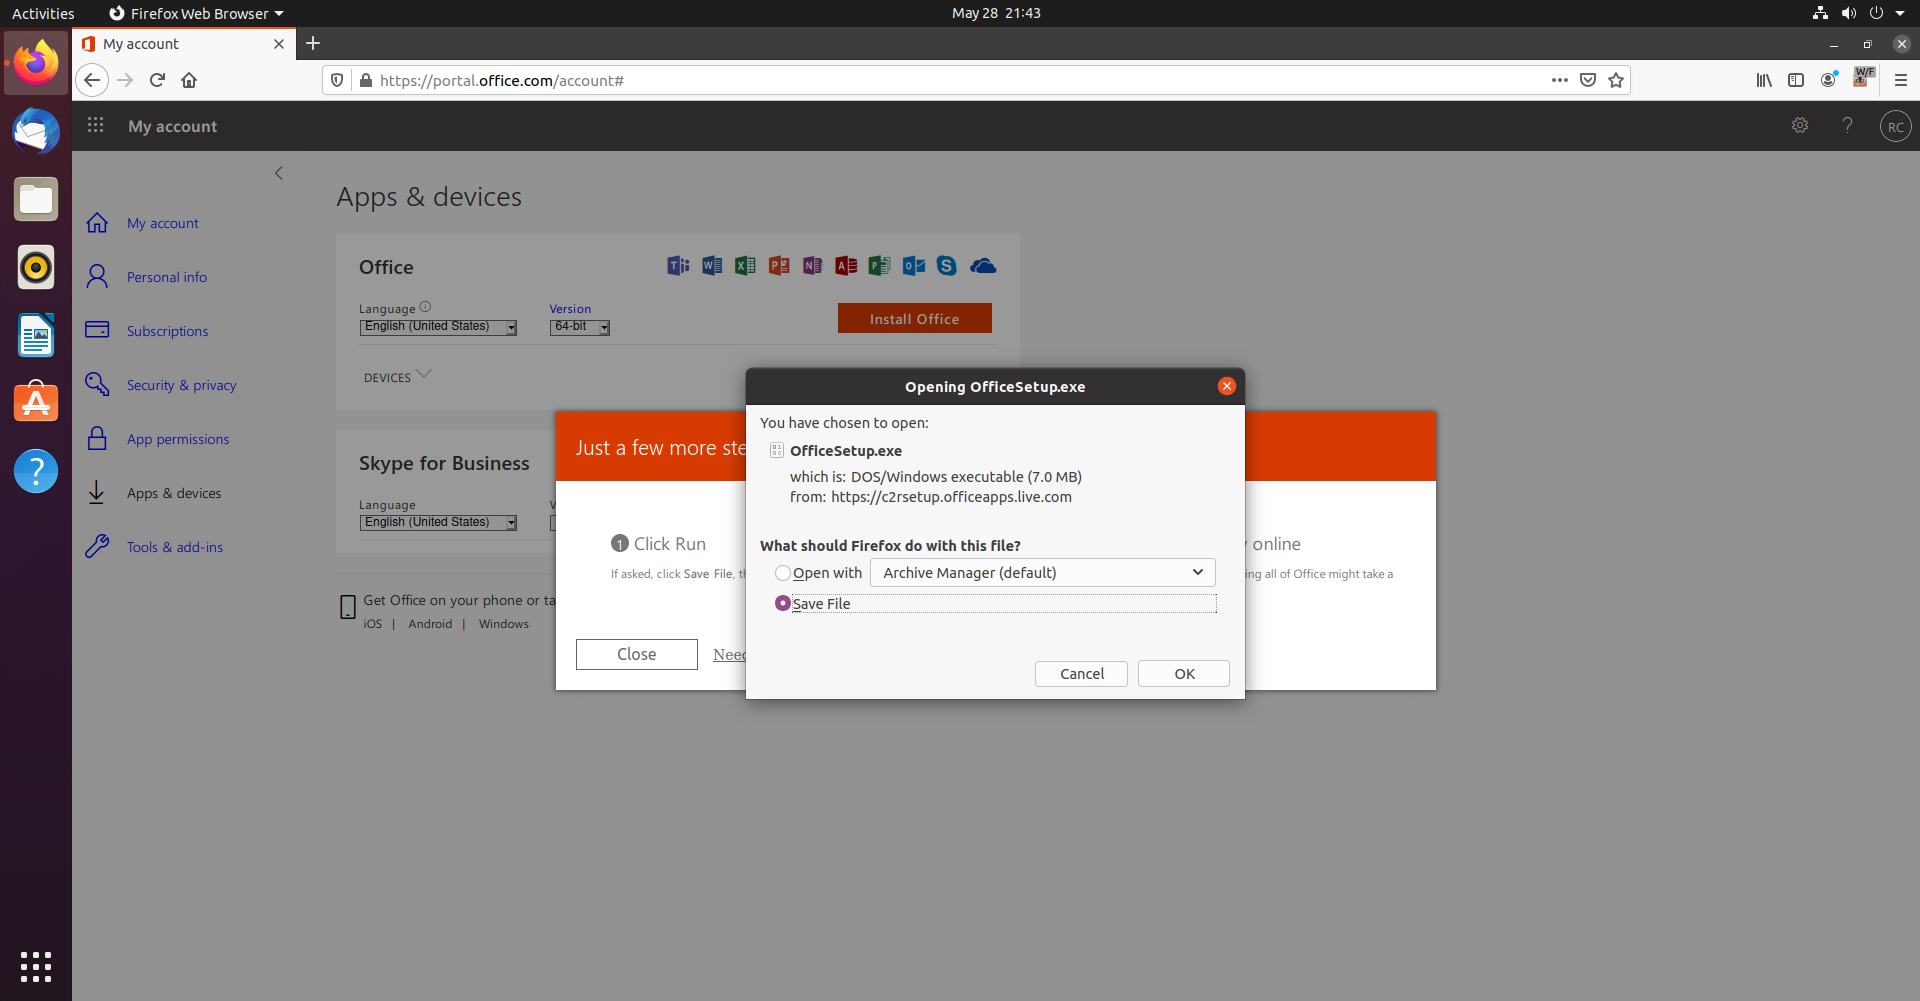 Activities
Firefox Web Browser
May 28 21:43
My account
https://portal.office.com/account#
W/F
My account
?
RC
My account
Personal info
Subscriptions
Security & privacy
App permissions
Apps & devices
Tools & add-ins
Apps & devices
Office
Language
Version
English (United States)
64-bit
Install Office
DEVICES
Skype for Business
Language
V
English (United States)
Get Office on your phone or ta
iOS | Android | Windows
Just a few more ste
1 Click Run
If asked, click Save File, th
y online
ing all of Office might take a
Close
Need
Opening OfficeSetup.exe
You have chosen to open:
OfficeSetup.exe
which is: DOS/Windows executable (7.0 MB)
from: https://c2rsetup.officeapps.live.com
What should Firefox do with this file?
Open with
Archive Manager (default)
Save File
Cancel
OK